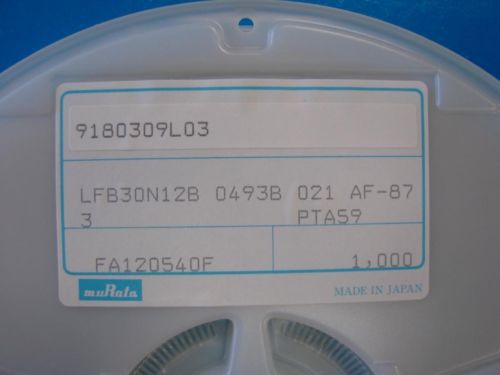 9180309L03
LFB30N12B 0493B 021 AF-87
3 PTA59
FA120540F 1,000
muRata MADE IN JAPAN